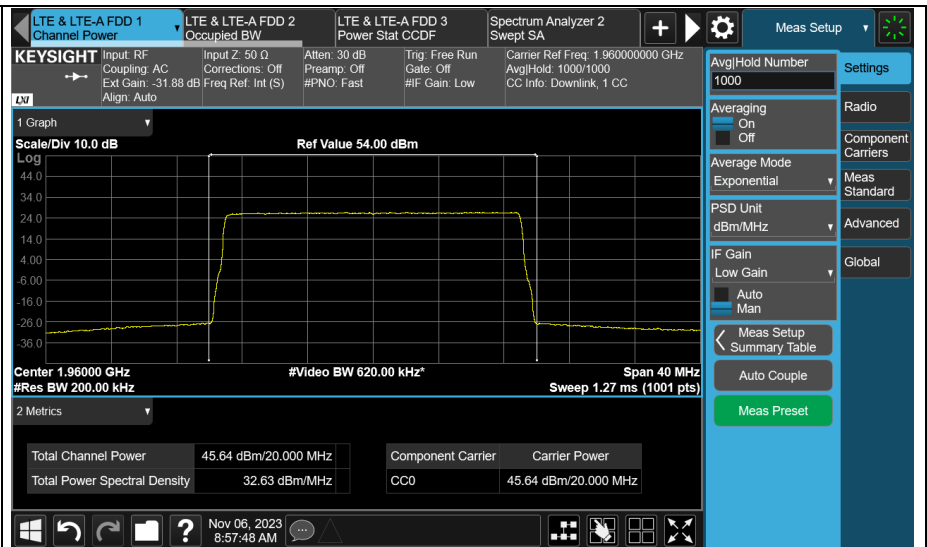 LTE & LTE-A FDD 1
Channel Power
LTE & LTE-A FDD 2
Occupied BW
LTE & LTE-A FDD 3
Power Stat CCDF
Spectrum Analyzer 2
Swept SA
Meas Setup
KEYSIGHT
LXI
Input: RF
Coupling: AC
Ext Gain: -31.88 dB
Align: Auto
Input Z: 50 Ω
Corrections: Off
Freq Ref: Int (S)
Atten: 30 dB
Preamp: Off
#PNO: Fast
Trig: Free Run
Gate: Off
#IF Gain: Low
Carrier Ref Freq: 1.960000000 GHz
Avg|Hold: 1000/1000
CC Info: Downlink, 1 CC
1 Graph
Scale/Div 10.0 dB
Ref Value 54.00 dBm
Log
44.0
34.0
24.0
14.0
4.00
-6.00
-16.0
-26.0
-36.0
Center 1.96000 GHz
#Video BW 620.00 kHz*
Span 40 MHz
#Res BW 200.00 kHz
Sweep 1.27 ms (1001 pts)
2 Metrics
Total Channel Power 45.64 dBm/20.000 MHz
Total Power Spectral Density 32.63 dBm/MHz
Component Carrier Carrier Power
CC0 45.64 dBm/20.000 MHz
Avg|Hold Number
1000
Averaging
On
Off
Average Mode
Exponential
PSD Unit
dBm/MHz
IF Gain
Low Gain
Auto
Man
Meas Setup
Summary Table
Auto Couple
Meas Preset
Settings
Radio
Component
Carriers
Meas
Standard
Advanced
Global
?
Nov 06, 2023
8:57:48 AM